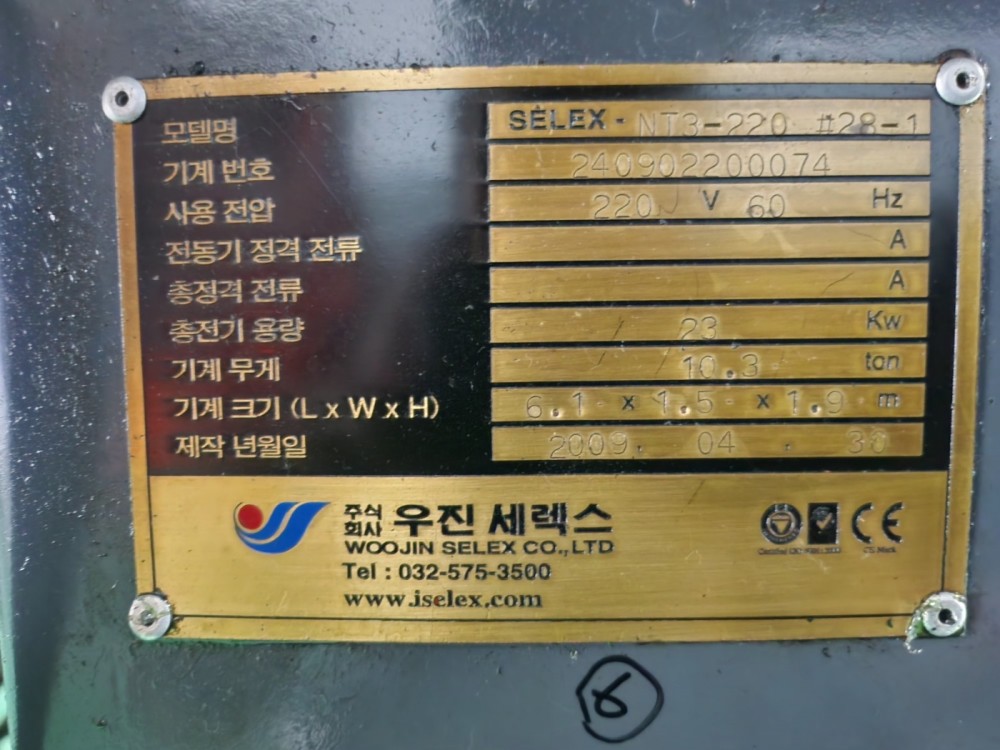 모델명 SELEX - NT3-220 #28-1
기계 번호 240902200074
사용 전압 220 V 60 Hz
전동기 정격 전류 A
총정격 전류 A
총전기 용량 23 Kw
기계 무게 10.3 ton
기계 크기 (L x W x H) 6.1 x 1.5 x 1.9 m
제작 년월일 2009. 04 . 30
주식회사 우진 세렉스
WOOJIN SELEX CO., LTD
Tel : 032-575-3500
www.iselex.com
CE
CE Mark
6